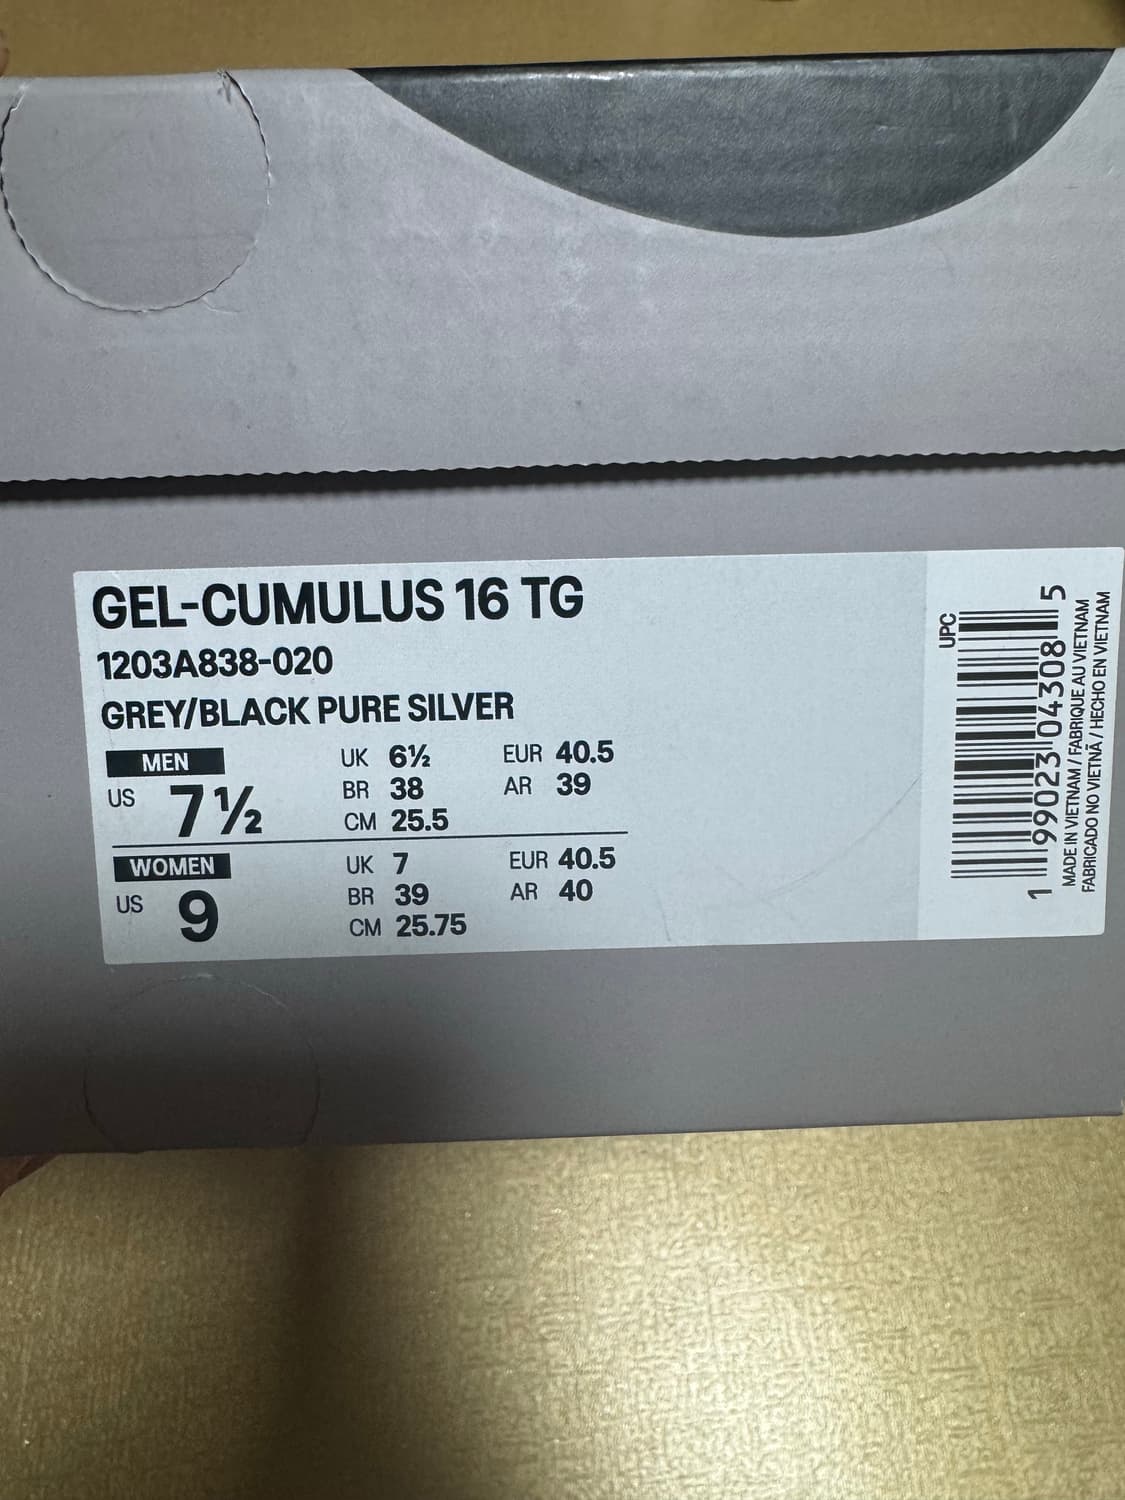 GEL-CUMULUS 16 TG
1203A838-020
GREY/BLACK PURE SILVER
MEN
US 7½
UK 6½ EUR 40.5
BR 38 AR 39
CM 25.5
WOMEN
US 9
UK 7 EUR 40.5
BR 39 AR 40
CM 25.75
UPC
1 99023 04308 5
MADE IN VIETNAM / FABRIQUE AU VIETNAM
FABRICADO NO VIETNÃ / HECHO EN VIETNAM